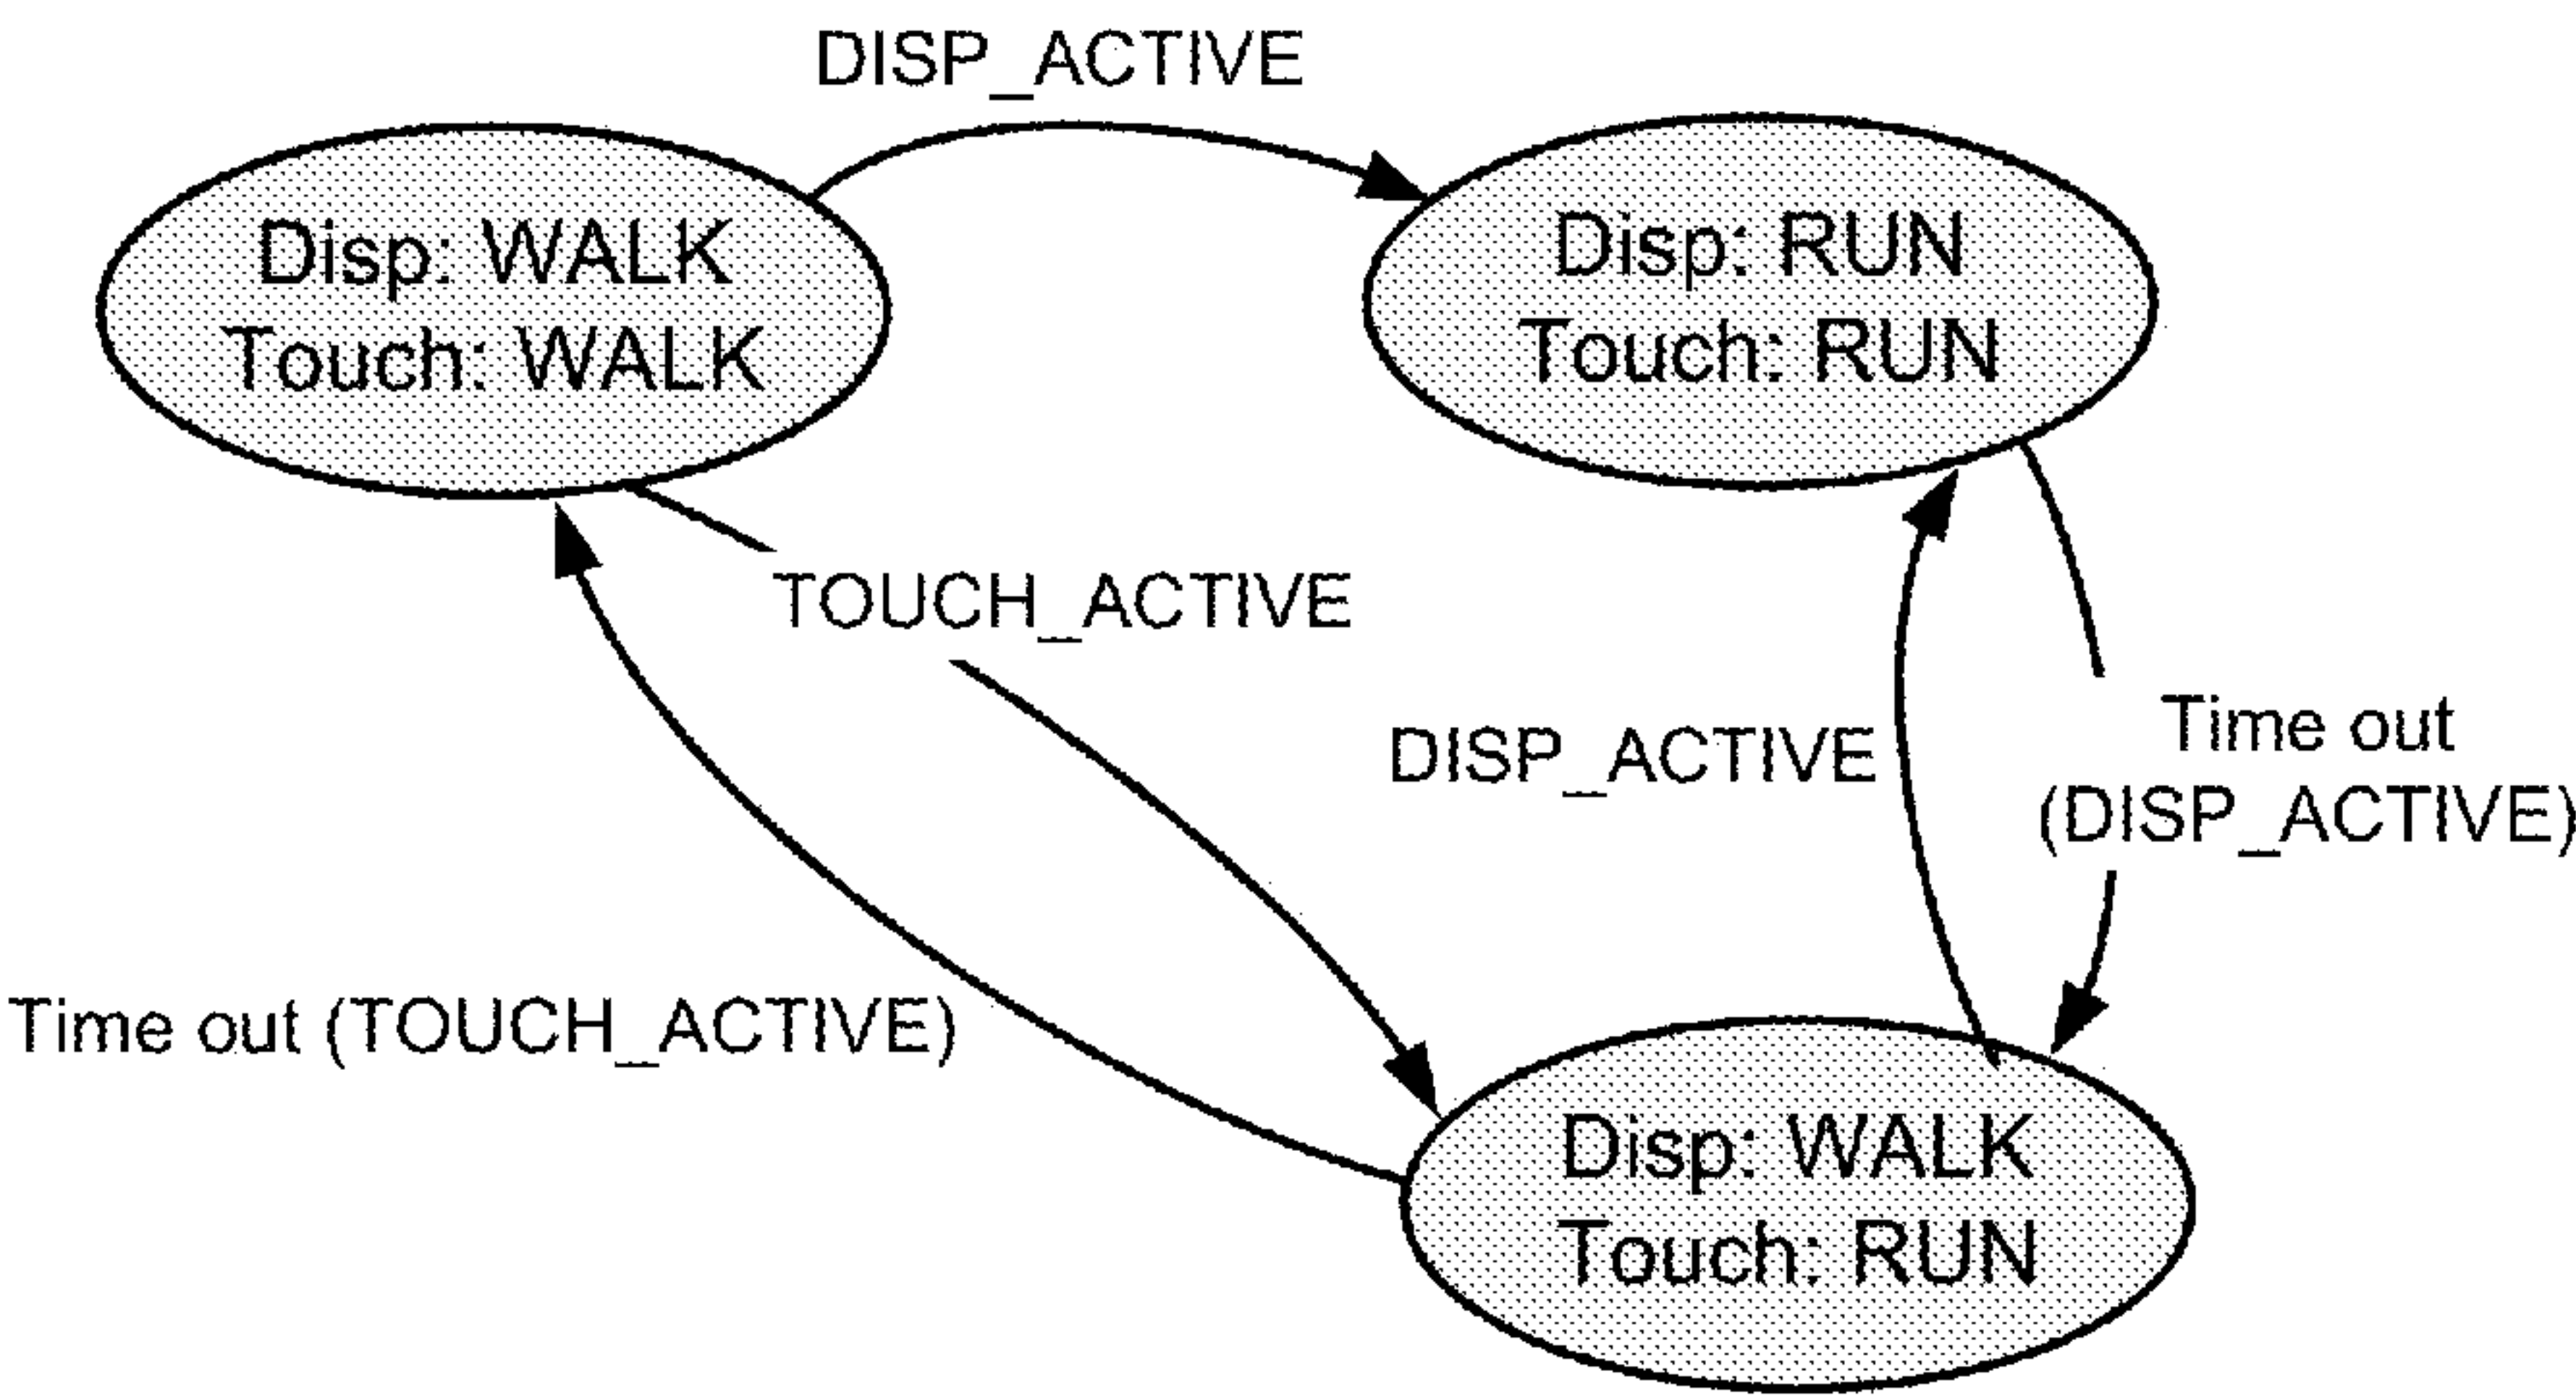 DISP_ACTIVE
Disp: WALK
Touch: WALK
Disp: RUN
Touch: RUN
TOUCH_ACTIVE
DISP_ACTIVE
Time out
(DISP_ACTIVE)
Time out (TOUCH_ACTIVE)
Disp: WALK
Touch: RUN